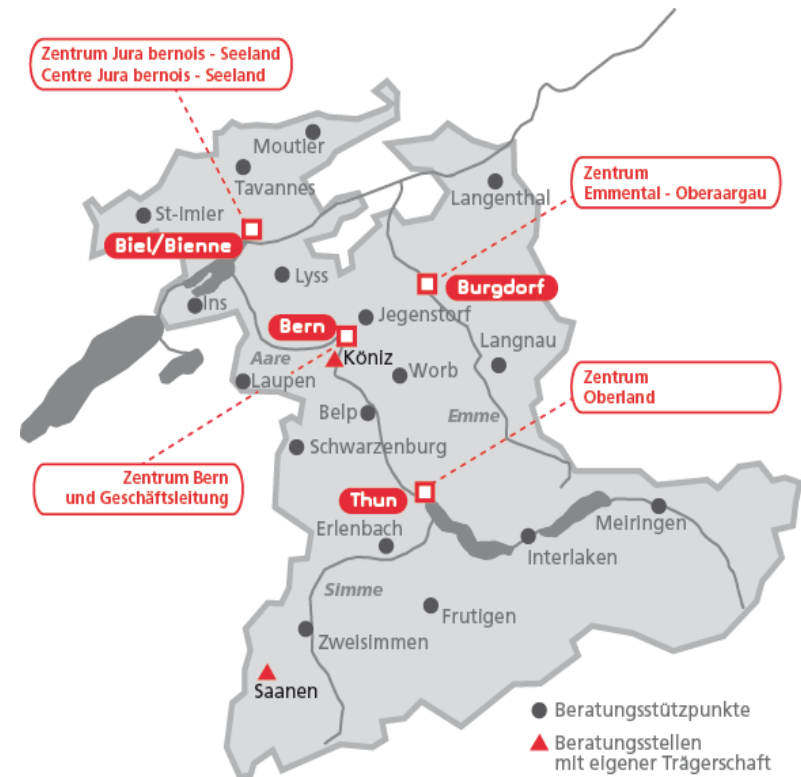 Zentrum Jura bernois - Seeland
Centre Jura bernois - Seeland
Moutier
Tavannes
St-Imier
Biel/Bienne
Langenthal
Zentrum
Emmental - Oberaargau
Burgdorf
Lyss
Ins
Jegenstorf
Bern
Köniz
Aare
Laupen
Worb
Langnau
Zentrum
Oberland
Belp
Emme
Schwarzenburg
Zentrum Bern
und Geschäftsleitung
Thun
Erlenbach
Interlaken
Meiringen
Simme
Frutigen
Zweisimmen
Saanen
Beratungsstützpunkte
Beratungsstellen
mit eigener Trägerschaft